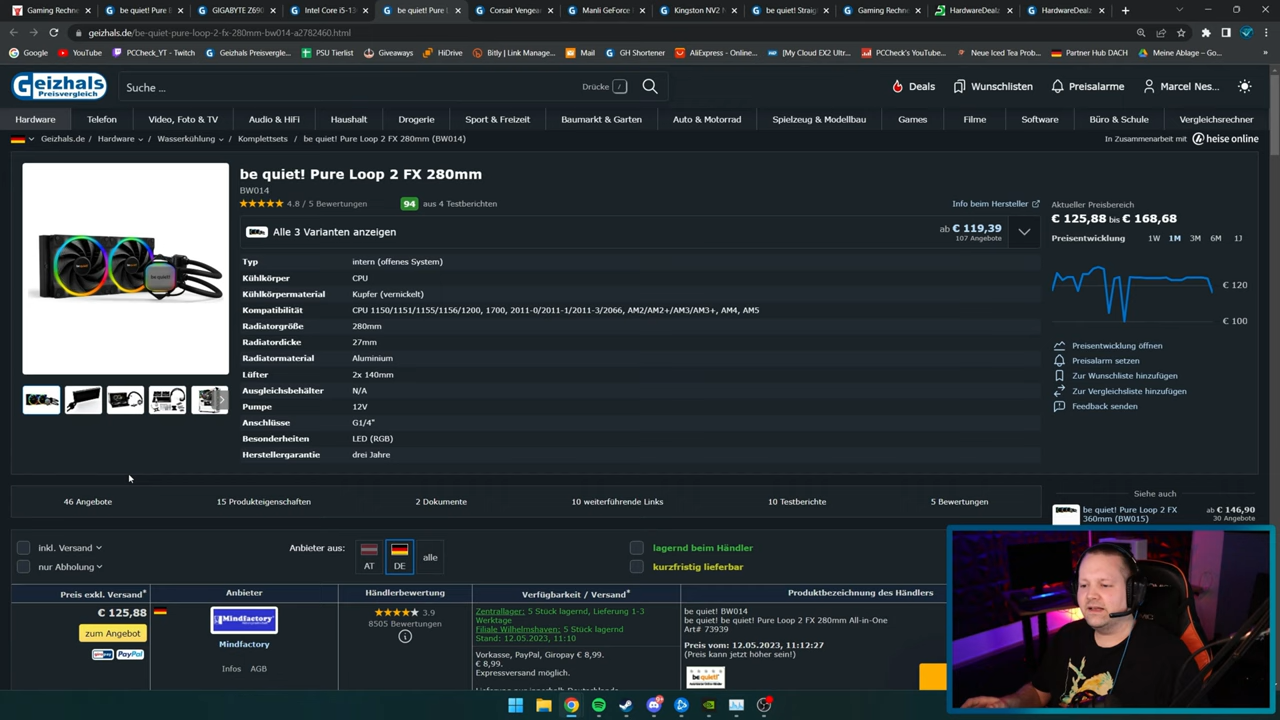 Gaming Rechne
be quiet! Pure
GIGABYTE Z690
Intel Core i5-13
be quiet! Pure L
Corsair Vengean
Manli GeForce
Kingston NV2 N
be quiet! Straig
Gaming Rechne
HardwareDealz
HardwareDealz
geizhals.de/be-quiet-pure-loop-2-fx-280mm-bw014-a2782460.html
Google
YouTube
PCCheck_YT - Twitch
Geizhals Preisvergle...
PSU Tierlist
Giveaways
HiDrive
Bitly | Link Manage...
Mail
GH Shortener
AliExpress - Online...
[My Cloud EX2 Ultr...
PCCheck's YouTube...
Neue Iced Tea Prob...
Partner Hub DACH
Meine Ablage – Go...
Geizhals
Preisvergleich
Suche ...
Drücke /
Deals
Wunschlisten
Preisalarme
Marcel Nes...
Hardware
Telefon
Video, Foto & TV
Audio & HiFi
Haushalt
Drogerie
Sport & Freizeit
Baumarkt & Garten
Auto & Motorrad
Spielzeug & Modellbau
Games
Filme
Software
Büro & Schule
Vergleichsrechner
Geizhals.de / Hardware / Wasserkühlung / Komplettsets / be quiet! Pure Loop 2 FX 280mm (BW014)
In Zusammenarbeit mit heise online
be quiet! Pure Loop 2 FX 280mm
BW014
4.8 / 5 Bewertungen
94 aus 4 Testberichten
Info beim Hersteller
Alle 3 Varianten anzeigen
ab € 119,39
107 Angebote
Typ intern (offenes System)
Kühlkörper CPU
Kühlkörpermaterial Kupfer (vernickelt)
Kompatibilität CPU 1150/1151/1155/1156/1200, 1700, 2011-0/2011-1/2011-3/2066, AM2/AM2+/AM3/AM3+, AM4, AM5
Radiatorgröße 280mm
Radiatordicke 27mm
Radiatormaterial Aluminium
Lüfter 2x 140mm
Ausgleichsbehälter N/A
Pumpe 12V
Anschlüsse G1/4"
Besonderheiten LED (RGB)
Herstellergarantie drei Jahre
Aktueller Preisbereich
€ 125,88 bis € 168,68
Preisentwicklung 1W 1M 3M 6M 1J
€ 120
€ 100
Preisentwicklung öffnen
Preisalarm setzen
Zur Wunschliste hinzufügen
Zur Vergleichsliste hinzufügen
Feedback senden
46 Angebote
15 Produkteigenschaften
2 Dokumente
10 weiterführende Links
10 Testberichte
5 Bewertungen
Siehe auch
be quiet! Pure Loop 2 FX
360mm (BW015)
ab € 146,90
30 Angebote
inkl. Versand
nur Abholung
Anbieter aus:
AT
DE
alle
lagernd beim Händler
kurzfristig lieferbar
Preis exkl. Versand*
Anbieter
Händlerbewertung
Verfügbarkeit / Versand*
Produktbezeichnung des Händlers
€ 125,88
zum Angebot
PayPal
Mindfactory
Mindfactory
Infos AGB
3.9
8505 Bewertungen
Zentrallager: 5 Stück lagernd, Lieferung 1-3
Werktage
Filiale Wilhelmshaven: 5 Stück lagernd
Stand: 12.05.2023, 11:10
Vorkasse, PayPal, Giropay € 8,99.
€ 8,99.
Expressversand möglich.
be quiet! BW014
be quiet! be quiet! Pure Loop 2 FX 280mm All-in-One
Art# 73939
Preis vom: 12.05.2023, 11:12:27
(Preis kann jetzt höher sein!)